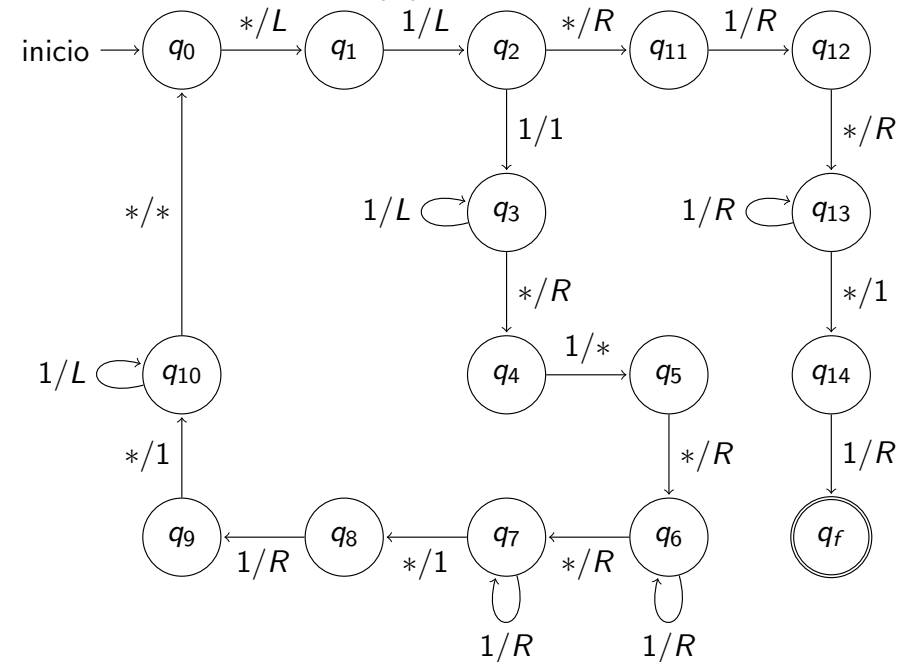 */L 1/L */R 1/R
inicio q0 q1 q2 q11 q12
1/1 */R
*/* 1/L q3 1/R q13
*/R */1
1/*
1/L q10 q4 q5 q14
*/1 */R 1/R
q9 q8 q7 q6 qf
1/R */1 */R
1/R 1/R